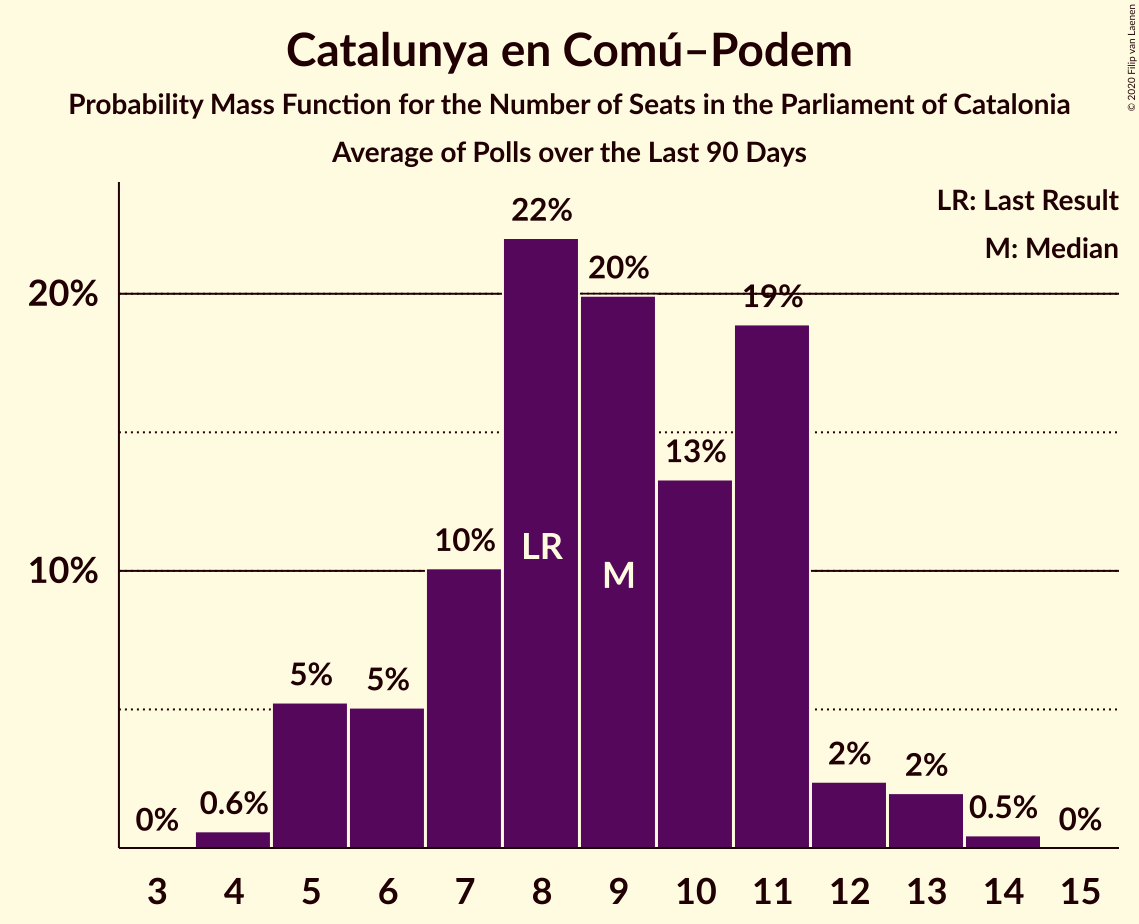 Catalunya en Comú–Podem
Probability Mass Function for the Number of Seats in the Parliament of Catalonia
Average of Polls over the Last 90 Days
© 2020 Filip van Laenen
LR: Last Result
M: Median
22%
20%
19%
20%
13%
10%
LR
M
10%
5%
5%
2%
2%
0%
0.6%
0.5%
0%
3 4 5 6 7 8 9 10 11 12 13 14 15